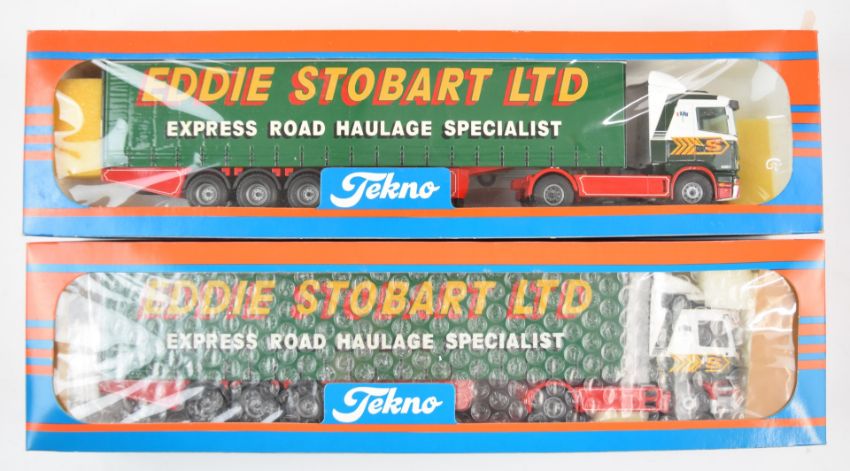 EDDIE STOBART LTD
EXPRESS ROAD HAULAGE SPECIALIST
S
Tekno
EDDIE STOBART LTD
EXPRESS ROAD HAULAGE SPECIALIST
S
Tekno